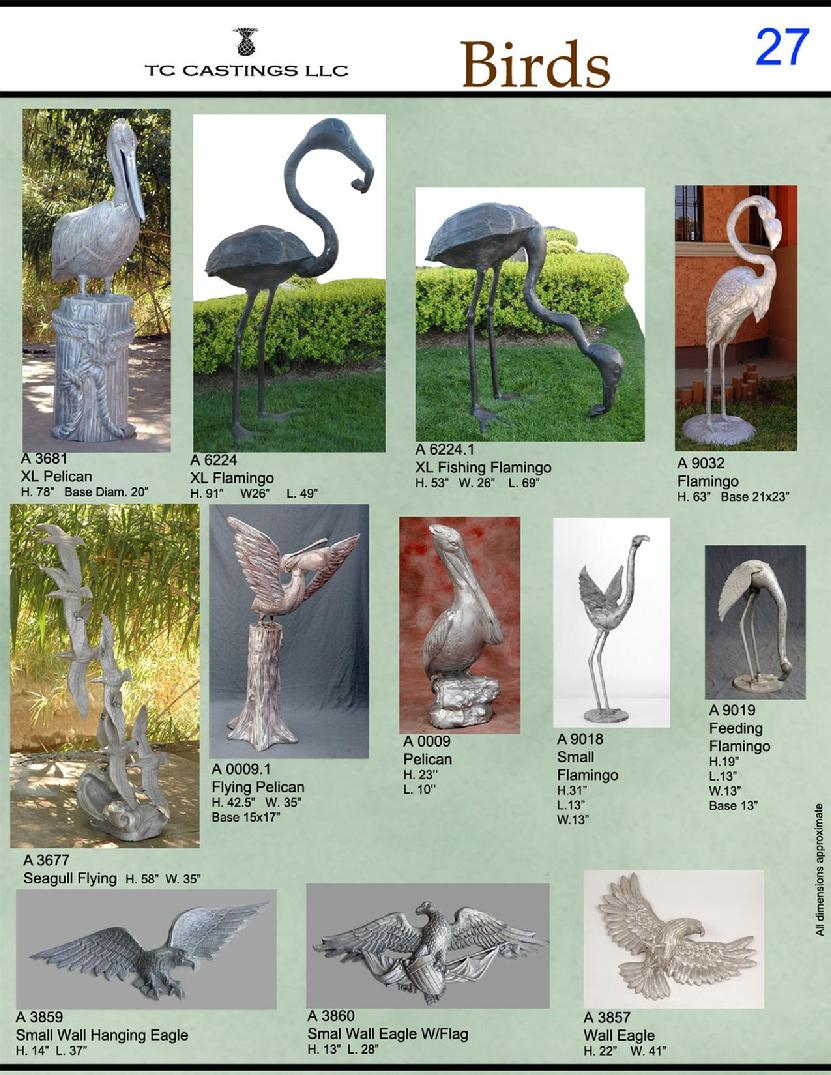 TC CASTINGS LLC
Birds
27
A 3681
XL Pelican
H. 78" Base Diam. 20"
A 6224
XL Flamingo
H. 91" W26" L. 49"
A 6224.1
XL Fishing Flamingo
H. 53" W. 26" L. 69"
A 9032
Flamingo
H. 63" Base 21x23"
A 3677
Seagull Flying H. 58" W. 35"
A 0009.1
Flying Pelican
H. 42.5" W. 35"
Base 15x17"
A 0009
Pelican
H. 23"
L. 10"
A 9018
Small
Flamingo
H.31"
L.13"
W.13"
A 9019
Feeding
Flamingo
H.19"
L.13"
W.13"
Base 13"
All dimensions approximate
A 3859
Small Wall Hanging Eagle
H. 14" L. 37"
A 3860
Smal Wall Eagle W/Flag
H. 13" L. 28"
A 3857
Wall Eagle
H. 22" W. 41"